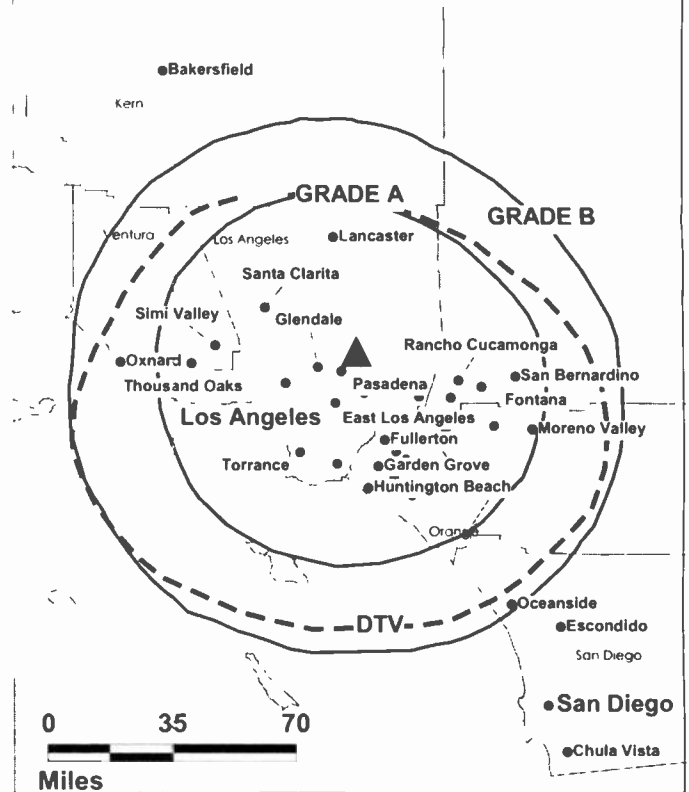 Bakersfield
Kern
GRADE A
GRADE B
Ventura
Los Angeles
Lancaster
Santa Clarita
Simi Valley
Glendale
Rancho Cucamonga
Oxnard
San Bernardino
Thousand Oaks
Pasadena
Fontana
Los Angeles
East Los Angeles
Moreno Valley
Fullerton
Torrance
Garden Grove
Huntington Beach
Orange
Oceanside
DTV
Escondido
San Diego
San Diego
0 35 70
Chula Vista
Miles